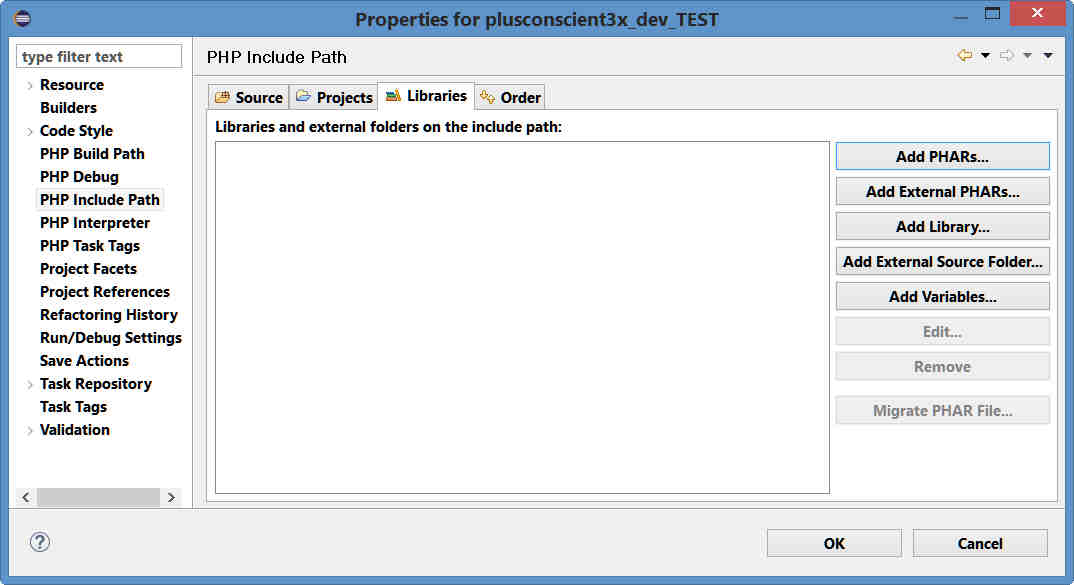 Properties for plusconscient3x_dev_TEST
type filter text
Resource
Builders
Code Style
PHP Build Path
PHP Debug
PHP Include Path
PHP Interpreter
PHP Task Tags
Project Facets
Project References
Refactoring History
Run/Debug Settings
Save Actions
Task Repository
Task Tags
Validation
PHP Include Path
Source Projects Libraries Order
Libraries and external folders on the include path:
Add PHARs...
Add External PHARs...
Add Library...
Add External Source Folder...
Add Variables...
Edit...
Remove
Migrate PHAR File...
OK Cancel